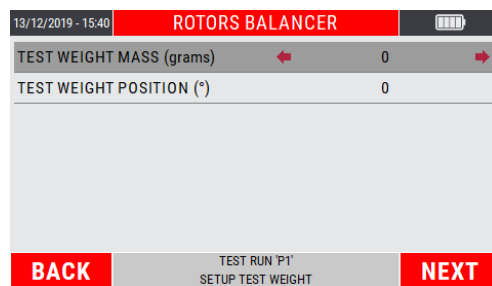 13/12/2019 - 15:40 ROTORS BALANCER
TEST WEIGHT MASS (grams) 0
TEST WEIGHT POSITION (°) 0
BACK
TEST RUN 'P1'
SETUP TEST WEIGHT
NEXT